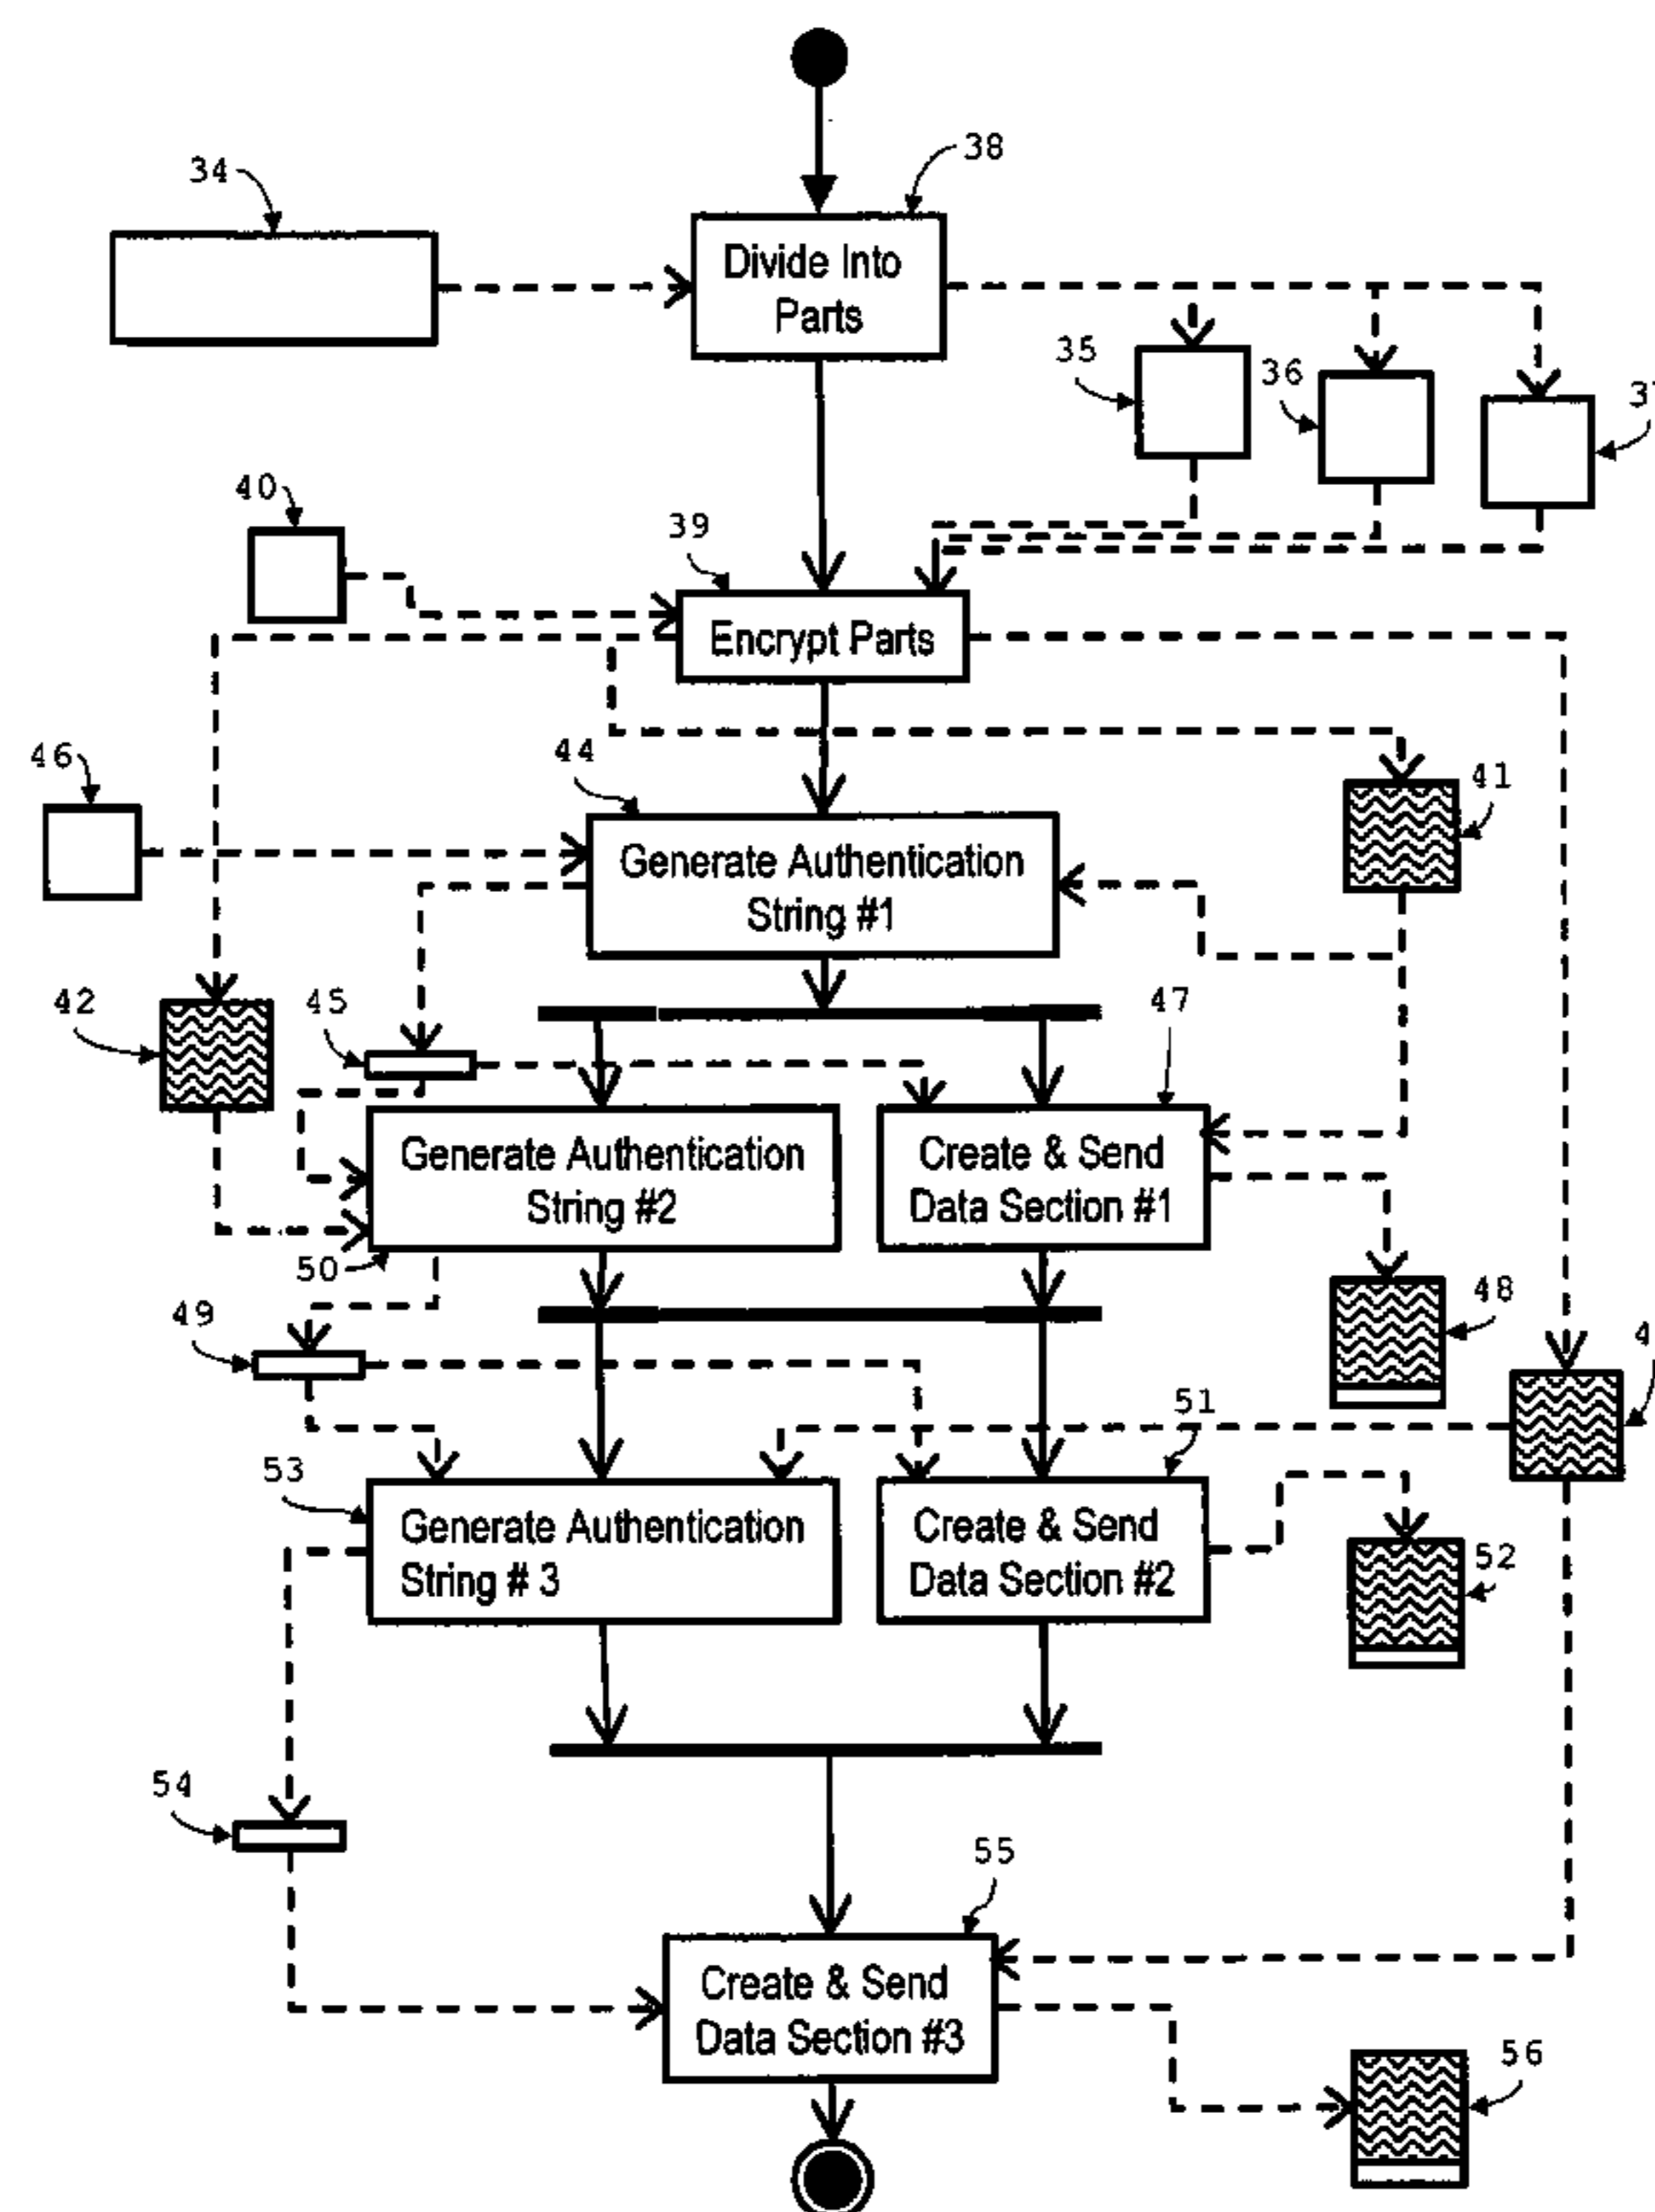 38
34
Divide Into
Parts
35
36
40
39
Encrypt Parts
46
44
41
Generate Authentication
String #1
42
45
47
Generate Authentication
String #2
Create & Send
Data Section #1
50
49
48
51
53
Generate Authentication
String # 3
Create & Send
Data Section #2
52
54
55
Create & Send
Data Section #3
56